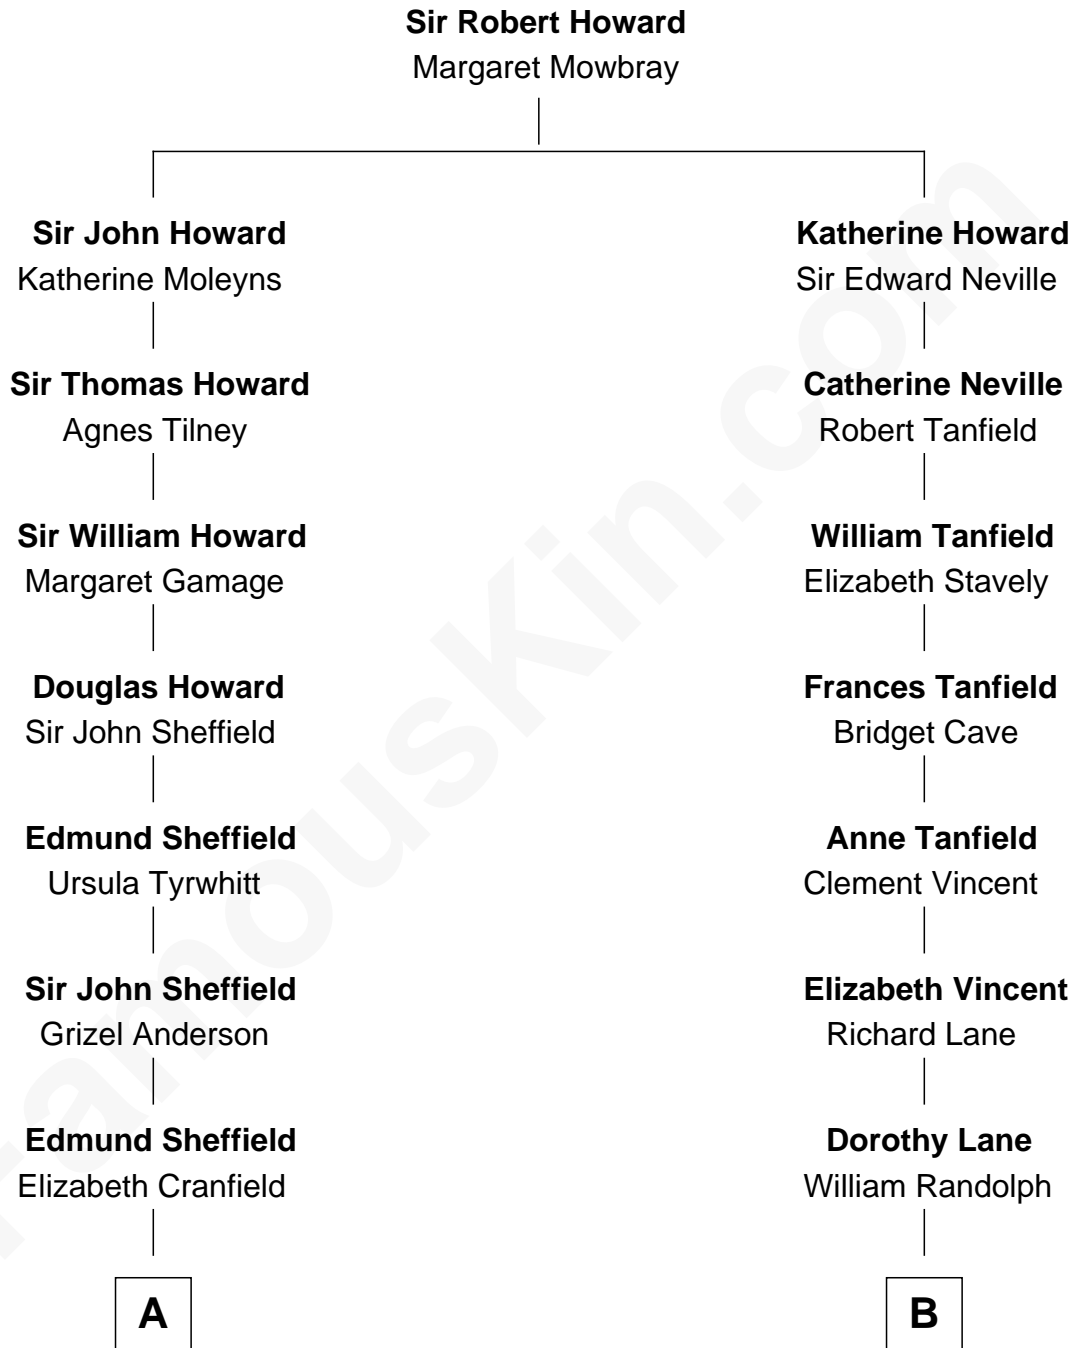 Sir Robert Howard
Margaret Mowbray
Sir John Howard
Katherine Moleyns
Katherine Howard
Sir Edward Neville
Sir Thomas Howard
Agnes Tilney
Catherine Neville
Robert Tanfield
Sir William Howard
Margaret Gamage
William Tanfield
Elizabeth Stavely
Douglas Howard
Sir John Sheffield
Frances Tanfield
Bridget Cave
Edmund Sheffield
Ursula Tyrwhitt
Anne Tanfield
Clement Vincent
Sir John Sheffield
Grizel Anderson
Elizabeth Vincent
Richard Lane
Edmund Sheffield
Elizabeth Cranfield
Dorothy Lane
William Randolph
A
B
FamousKin.com